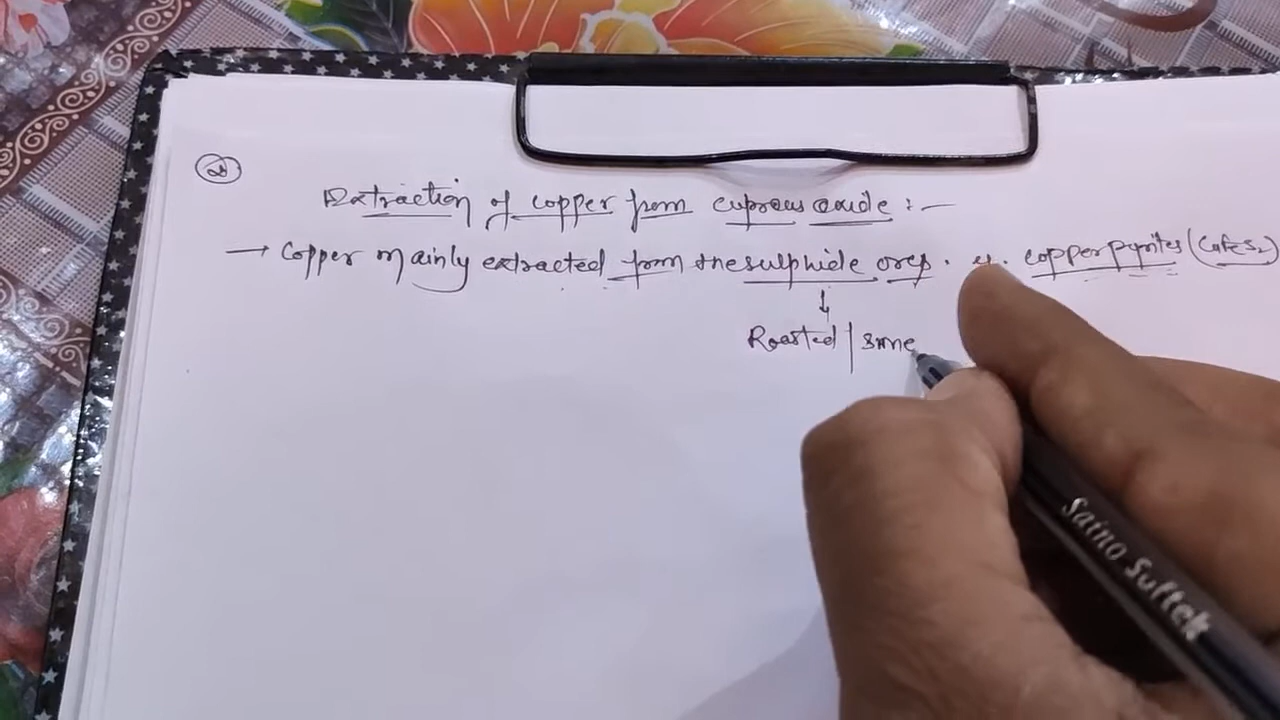 Extraction of copper from cuprous oxide :-
→ Copper mainly extracted from the sulphide ores. eg. copper pyrites (CuFeS2)
↓
Roasted | sme
Saino Softek